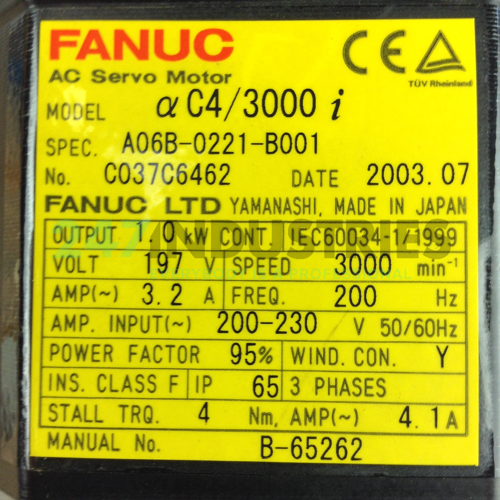 FANUC
AC Servo Motor
CE TÜV Rheinland
MODEL αC4/3000 i
SPEC. A06B-0221-B001
No. C037C6462 DATE 2003.07
FANUC LTD YAMANASHI, MADE IN JAPAN
OUTPUT 1.0 kW CONT. IEC60034-1/1999
VOLT 197 V SPEED 3000 min⁻¹
AMP(~) 3.2 A FREQ. 200 Hz
AMP. INPUT(~) 200-230 V 50/60Hz
POWER FACTOR 95% WIND. CON. Y
INS. CLASS F IP 65 3 PHASES
STALL TRQ. 4 Nm, AMP(~) 4.1A
MANUAL No. B-65262